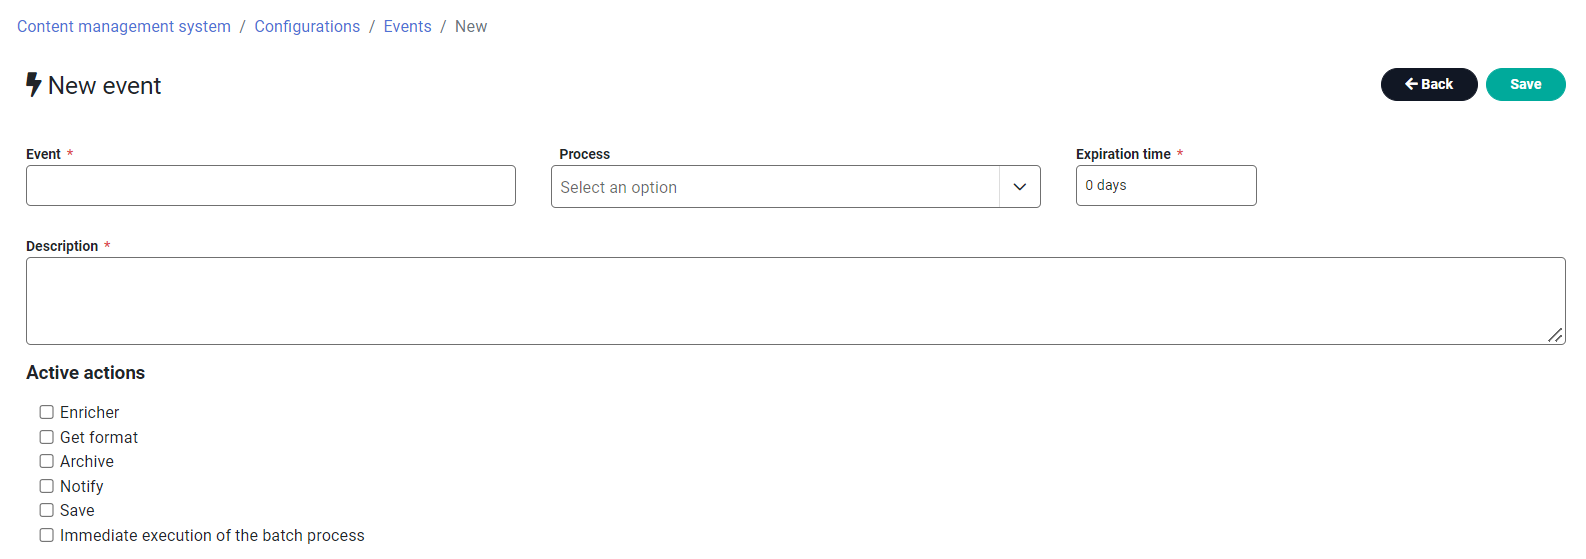 Content management system / Configurations / Events / New
New event
Back
Save
Event *
Process
Expiration time *
Select an option
0 days
Description *
Active actions
Enricher
Get format
Archive
Notify
Save
Immediate execution of the batch process